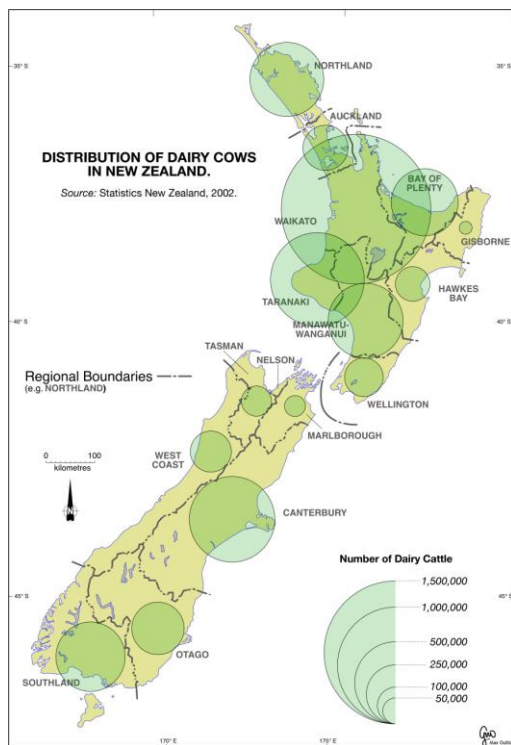 35° S
35° S
NORTHLAND
AUCKLAND
DISTRIBUTION OF DAIRY COWS
IN NEW ZEALAND.
Source: Statistics New Zealand, 2002.
BAY OF
PLENTY
WAIKATO
GISBORNE
HAWKES
BAY
TARANAKI
40° S
MANAWATU-
WANGANUI
TASMAN
NELSON
Regional Boundaries
(e.g. NORTHLAND)
WELLINGTON
MARLBOROUGH
WEST
COAST
0
100
kilometres
N
CANTERBURY
Number of Dairy Cattle
1,500,000
1,000,000
500,000
250,000
100,000
50,000
45° S
45° S
OTAGO
SOUTHLAND
170° E
175° E